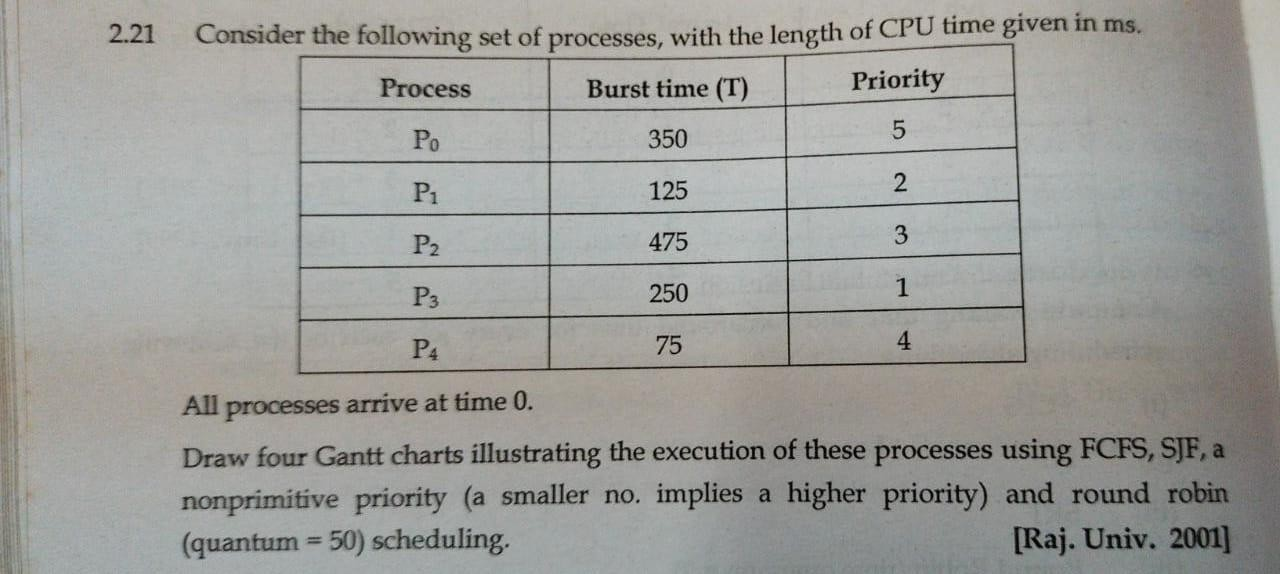 2.21 Consider the following set of processes, with the length of CPU time given in ms.
Process Burst time (T) Priority
P0 350 5
P1 125 2
P2 475 3
P3 250 1
P4 75 4
All processes arrive at time 0.
Draw four Gantt charts illustrating the execution of these processes using FCFS, SJF, a
nonprimitive priority (a smaller no. implies a higher priority) and round robin
(quantum = 50) scheduling. [Raj. Univ. 2001]